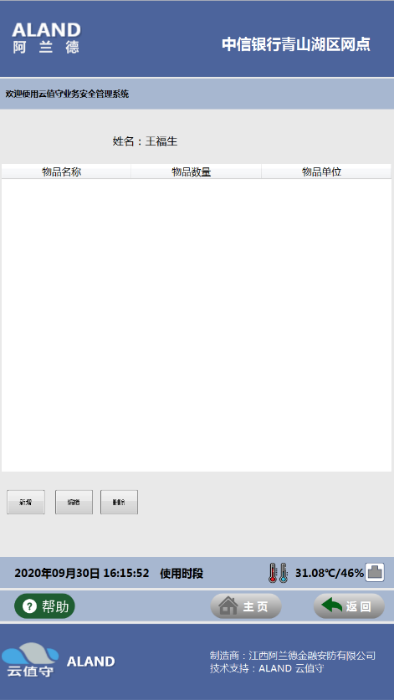 ALAND
阿兰德
中信银行青山湖区网点
欢迎使用云值守业务安全管理系统
姓名：王福生
物品名称 物品数量 物品单位
新增 编辑 删除
2020年09月30日 16:15:52 使用时段 31.08℃/46%
? 帮助 主页 返回
云值守 ALAND
制造商：江西阿兰德金融安防有限公司
技术支持：ALAND 云值守